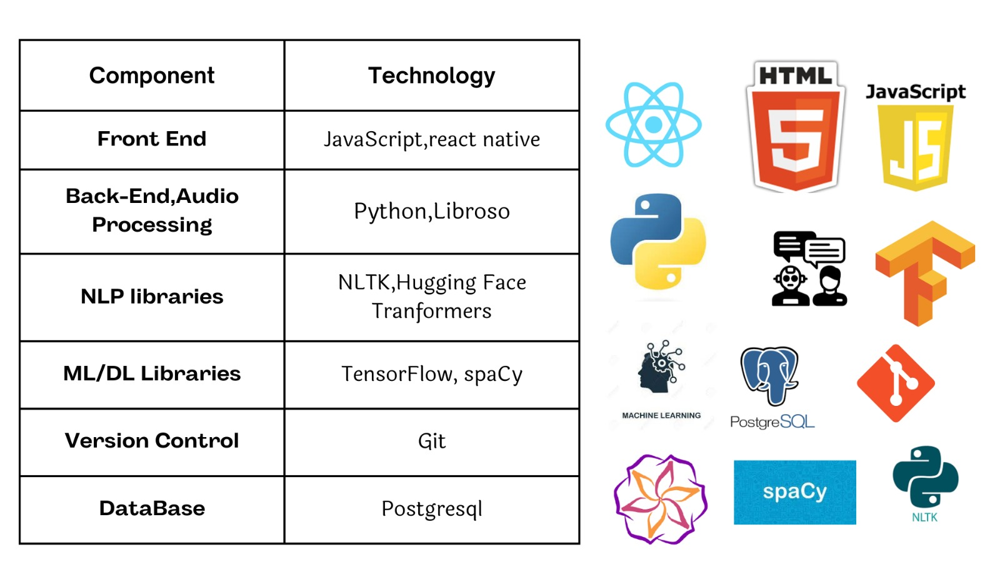 Component
Technology
Front End
JavaScript,react native
Back-End,Audio
Processing
Python,Libroso
NLP libraries
NLTK,Hugging Face
Tranformers
ML/DL Libraries
TensorFlow, spaCy
Version Control
Git
DataBase
Postgresql
HTML
JavaScript
5
JS
MACHINE LEARNING
PostgreSQL
spaCy
NLTK